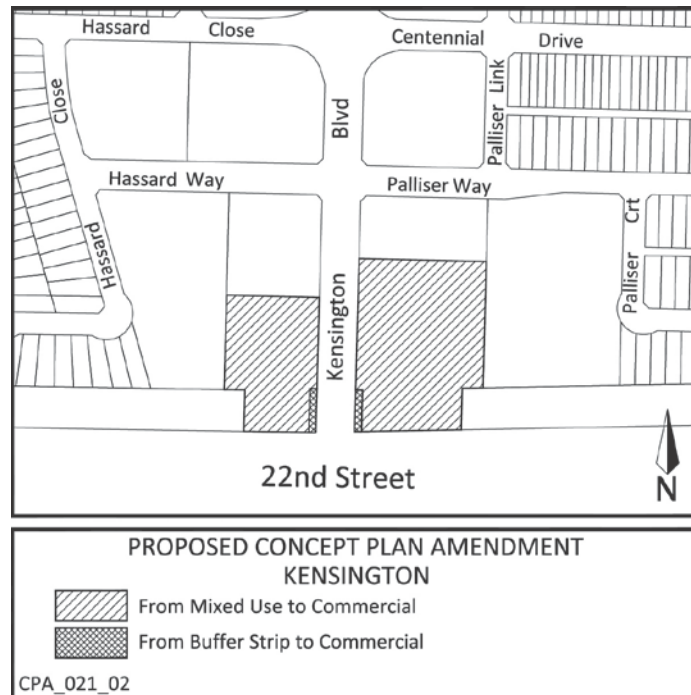 Hassard Close Centennial Drive
Close
Blvd
Palliser Link
Hassard Way Palliser Way
Hassard
Kensington
Palliser Crt
22nd Street
N
PROPOSED CONCEPT PLAN AMENDMENT
KENSINGTON
From Mixed Use to Commercial
From Buffer Strip to Commercial
CPA_021_02